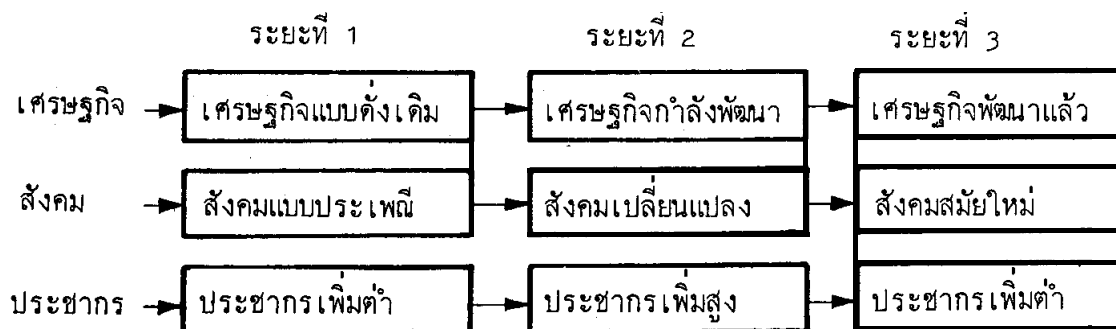 ระยะที่ 1 ระยะที่ 2 ระยะที่ 3
เศรษฐกิจ เศรษฐกิจแบบดั่งเดิม เศรษฐกิจกำลังพัฒนา เศรษฐกิจพัฒนาแล้ว
สังคม สังคมแบบประเพณี สังคมเปลี่ยนแปลง สังคมสมัยใหม่
ประชากร ประชากรเพิ่มต่ำ ประชากรเพิ่มสูง ประชากรเพิ่มต่ำ